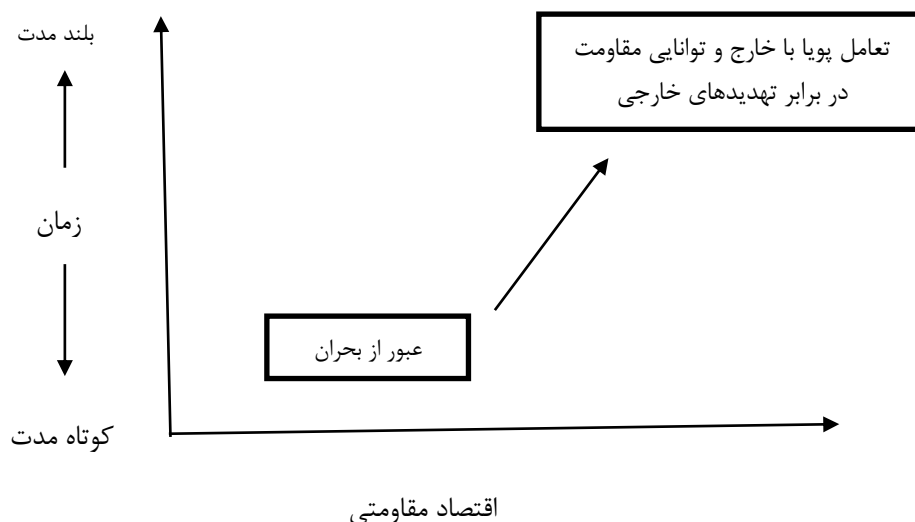 بلند مدت
تعامل پویا با خارج و توانایی مقاومت
در برابر تهدیدهای خارجی
زمان
عبور از بحران
کوتاه مدت
اقتصاد مقاومتی